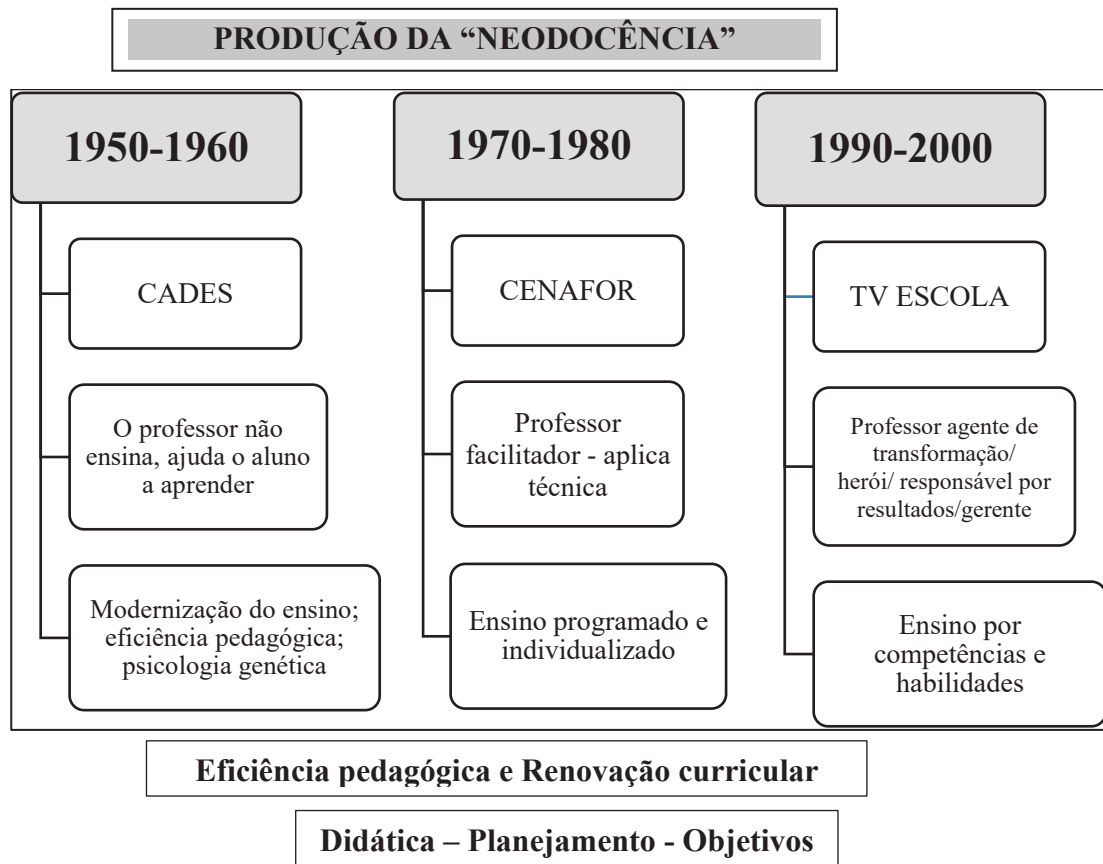 PRODUÇÃO DA “NEODOCÊNCIA”
1950-1960
CADES
O professor não
ensina, ajuda o aluno
a aprender
Modernização do ensino;
eficiência pedagógica;
psicologia genética
1970-1980
CENAFOR
Professor
facilitador - aplica
técnica
Ensino programado e
individualizado
1990-2000
TV ESCOLA
Professor agente de
transformação/
herói/ responsável por
resultados/gerente
Ensino por
competências e
habilidades
Eficiência pedagógica e Renovação curricular
Didática – Planejamento - Objetivos